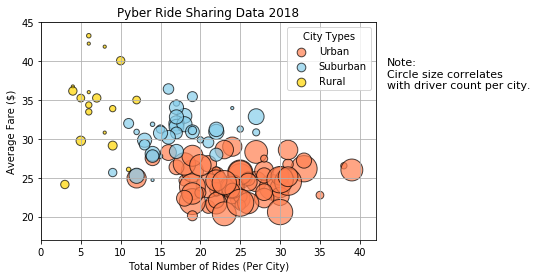 Pyber Ride Sharing Data 2018
45
40
35
30
25
20
Average Fare ($)
City Types
Urban
Suburban
Rural
Note:
Circle size correlates
with driver count per city.
0 5 10 15 20 25 30 35 40
Total Number of Rides (Per City)